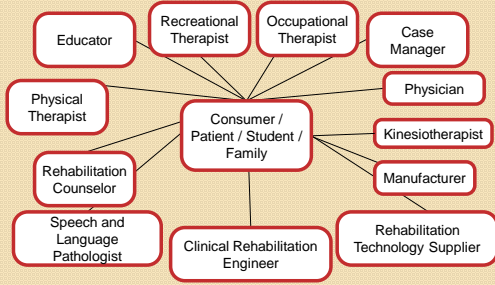 Educator
Recreational
Therapist
Occupational
Therapist
Case
Manager
Physical
Therapist
Consumer /
Patient / Student /
Family
Physician
Kinesiotherapist
Rehabilitation
Counselor
Manufacturer
Speech and
Language
Pathologist
Clinical Rehabilitation
Engineer
Rehabilitation
Technology Supplier